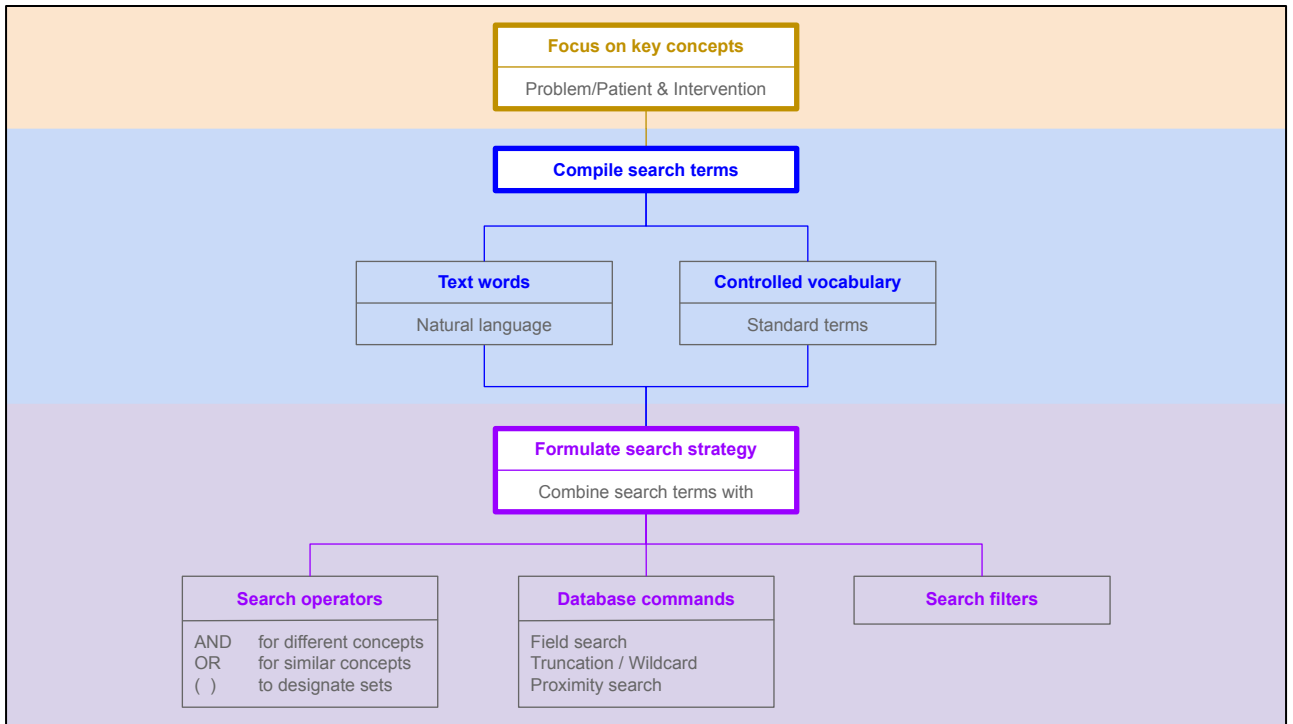 Focus on key concepts
Problem/Patient & Intervention
Compile search terms
Text words
Natural language
Controlled vocabulary
Standard terms
Formulate search strategy
Combine search terms with
Search operators
AND for different concepts
OR for similar concepts
( ) to designate sets
Database commands
Field search
Truncation / Wildcard
Proximity search
Search filters